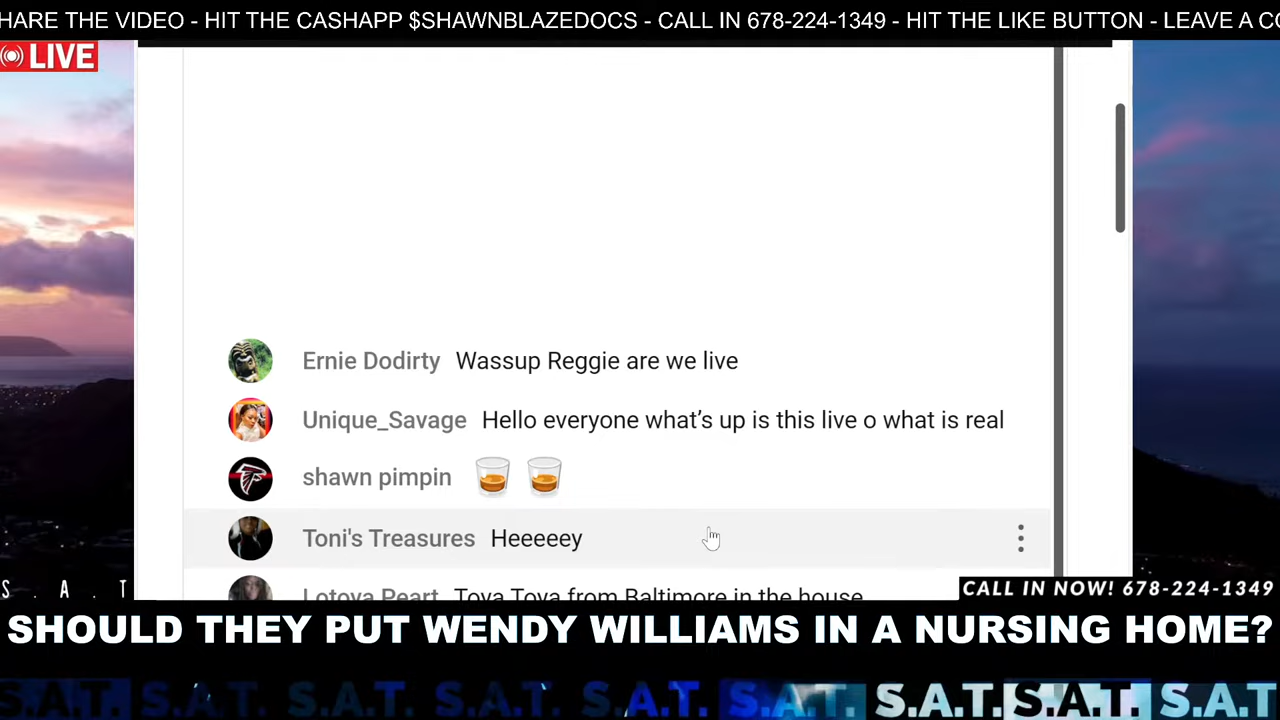 HARE THE VIDEO - HIT THE CASHAPP $SHAWNBLAZEDOCS - CALL IN 678-224-1349 - HIT THE LIKE BUTTON - LEAVE A CO
LIVE
Ernie Dodirty Wassup Reggie are we live
Unique_Savage Hello everyone what’s up is this live o what is real
shawn pimpin 🥃 🥃
Toni's Treasures Heeeeey
Lotoya Peart Toya Toya from Baltimore in the house
S . A . T
CALL IN NOW! 678-224-1349
SHOULD THEY PUT WENDY WILLIAMS IN A NURSING HOME?
S.A.T. S.A.T. S.A.T. S.A.T. S.A.T. S.A.T. S.A.T. S.A.T. S.A.T